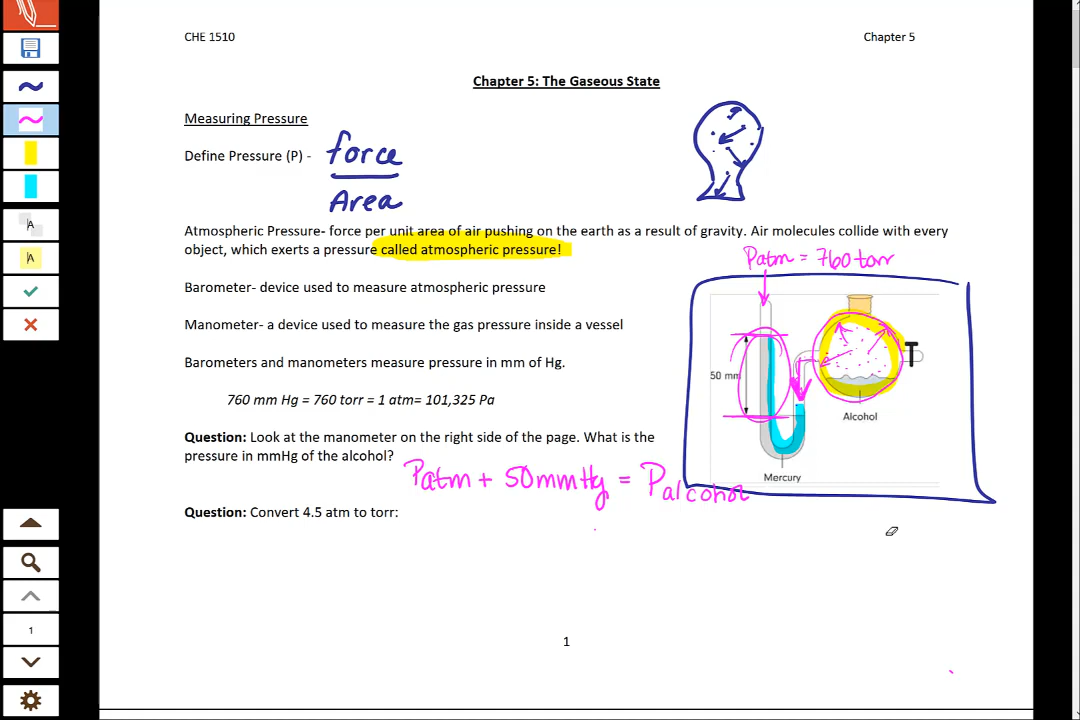 CHE 1510
Chapter 5
Chapter 5: The Gaseous State
Measuring Pressure
Define Pressure (P) - force
Area
Atmospheric Pressure- force per unit area of air pushing on the earth as a result of gravity. Air molecules collide with every
object, which exerts a pressure called atmospheric pressure!
Patm = 760 torr
Barometer- device used to measure atmospheric pressure
Manometer- a device used to measure the gas pressure inside a vessel
Barometers and manometers measure pressure in mm of Hg.
50 mm
760 mm Hg = 760 torr = 1 atm= 101,325 Pa
Alcohol
Question: Look at the manometer on the right side of the page. What is the
pressure in mmHg of the alcohol?
Mercury
Patm + 50mmHg = Palcohol
Question: Convert 4.5 atm to torr:
1
1